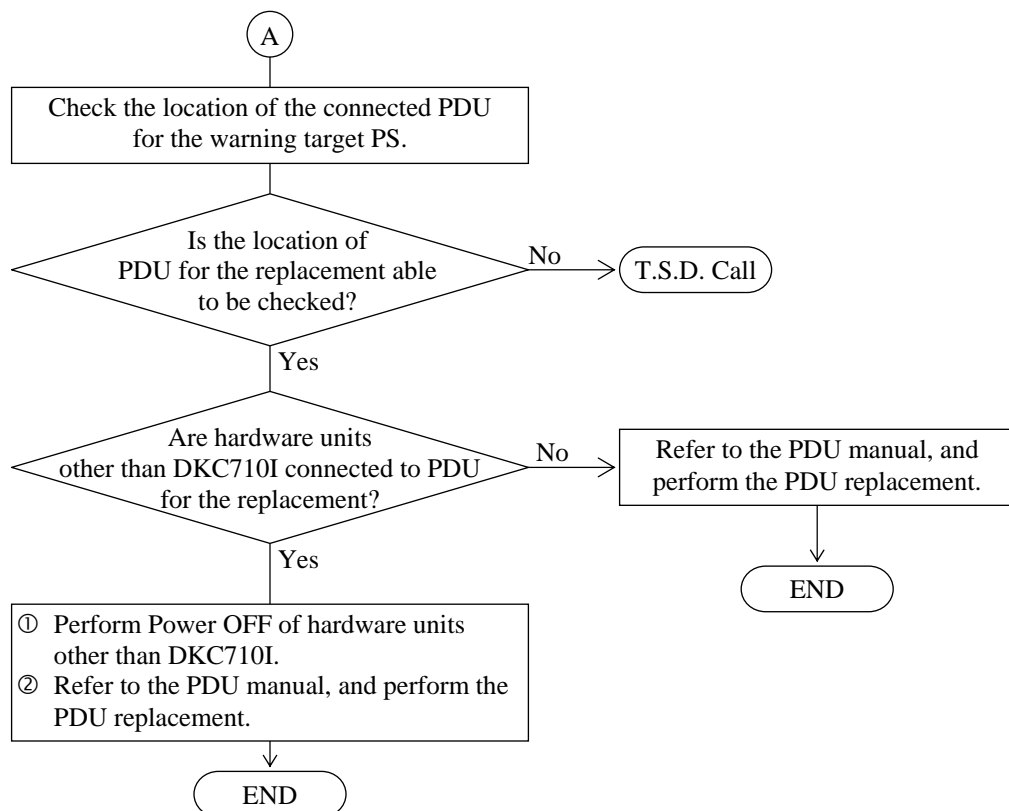 A
Check the location of the connected PDU
for the warning target PS.
Is the location of
PDU for the replacement able
to be checked?
No
T.S.D. Call
Yes
Are hardware units
other than DKC710I connected to PDU
for the replacement?
No
Refer to the PDU manual, and
perform the PDU replacement.
Yes
END
① Perform Power OFF of hardware units
other than DKC710I.
② Refer to the PDU manual, and perform the
PDU replacement.
END